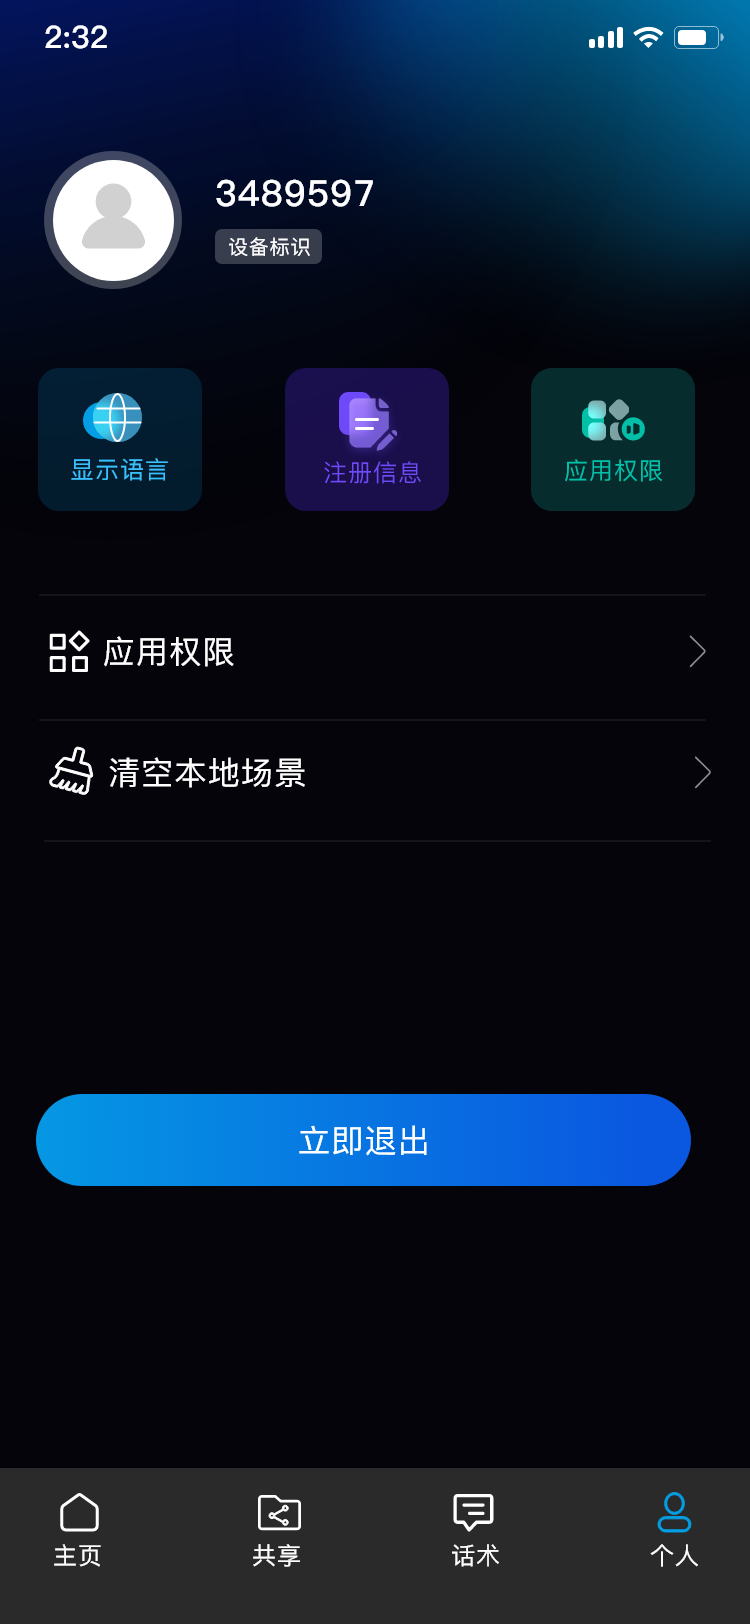 2:32
3489597
设备标识
显示语言
注册信息
应用权限
应用权限
清空本地场景
立即退出
主页
共享
话术
个人